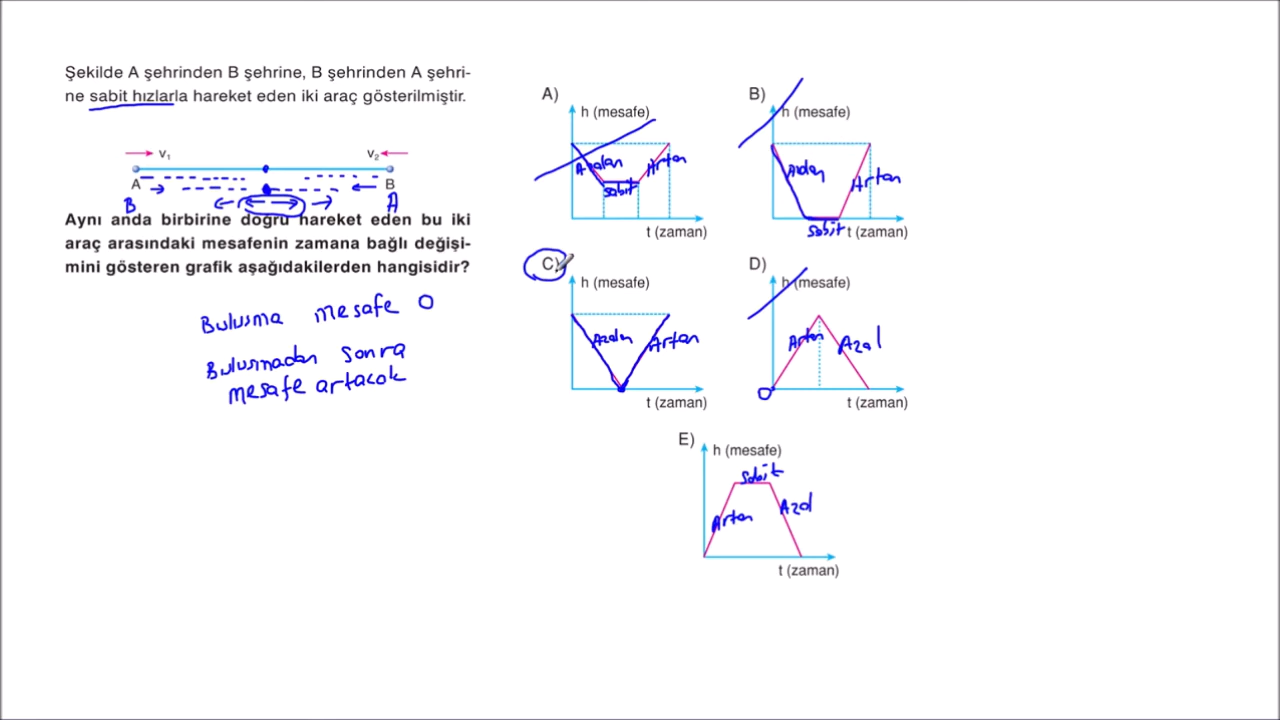 Şekilde A şehrinden B şehrine, B şehrinden A şehri-
ne sabit hızlarla hareket eden iki araç gösterilmiştir.
v₁ v₂
A B
B A
Aynı anda birbirine doğru hareket eden bu iki
araç arasındaki mesafenin zamana bağlı değişi-
mini gösteren grafik aşağıdakilerden hangisidir?
Buluşma mesafe 0
Buluşmadan sonra
mesafe artacak
A)
h (mesafe)
Azalan
sabit
Artan
t (zaman)
B)
h (mesafe)
Azalan
Artan
Sabit
t (zaman)
C)
h (mesafe)
Azalan
Artan
t (zaman)
D)
h (mesafe)
Artan
Azal
0
t (zaman)
E)
h (mesafe)
Sabit
Artan
Azal
t (zaman)